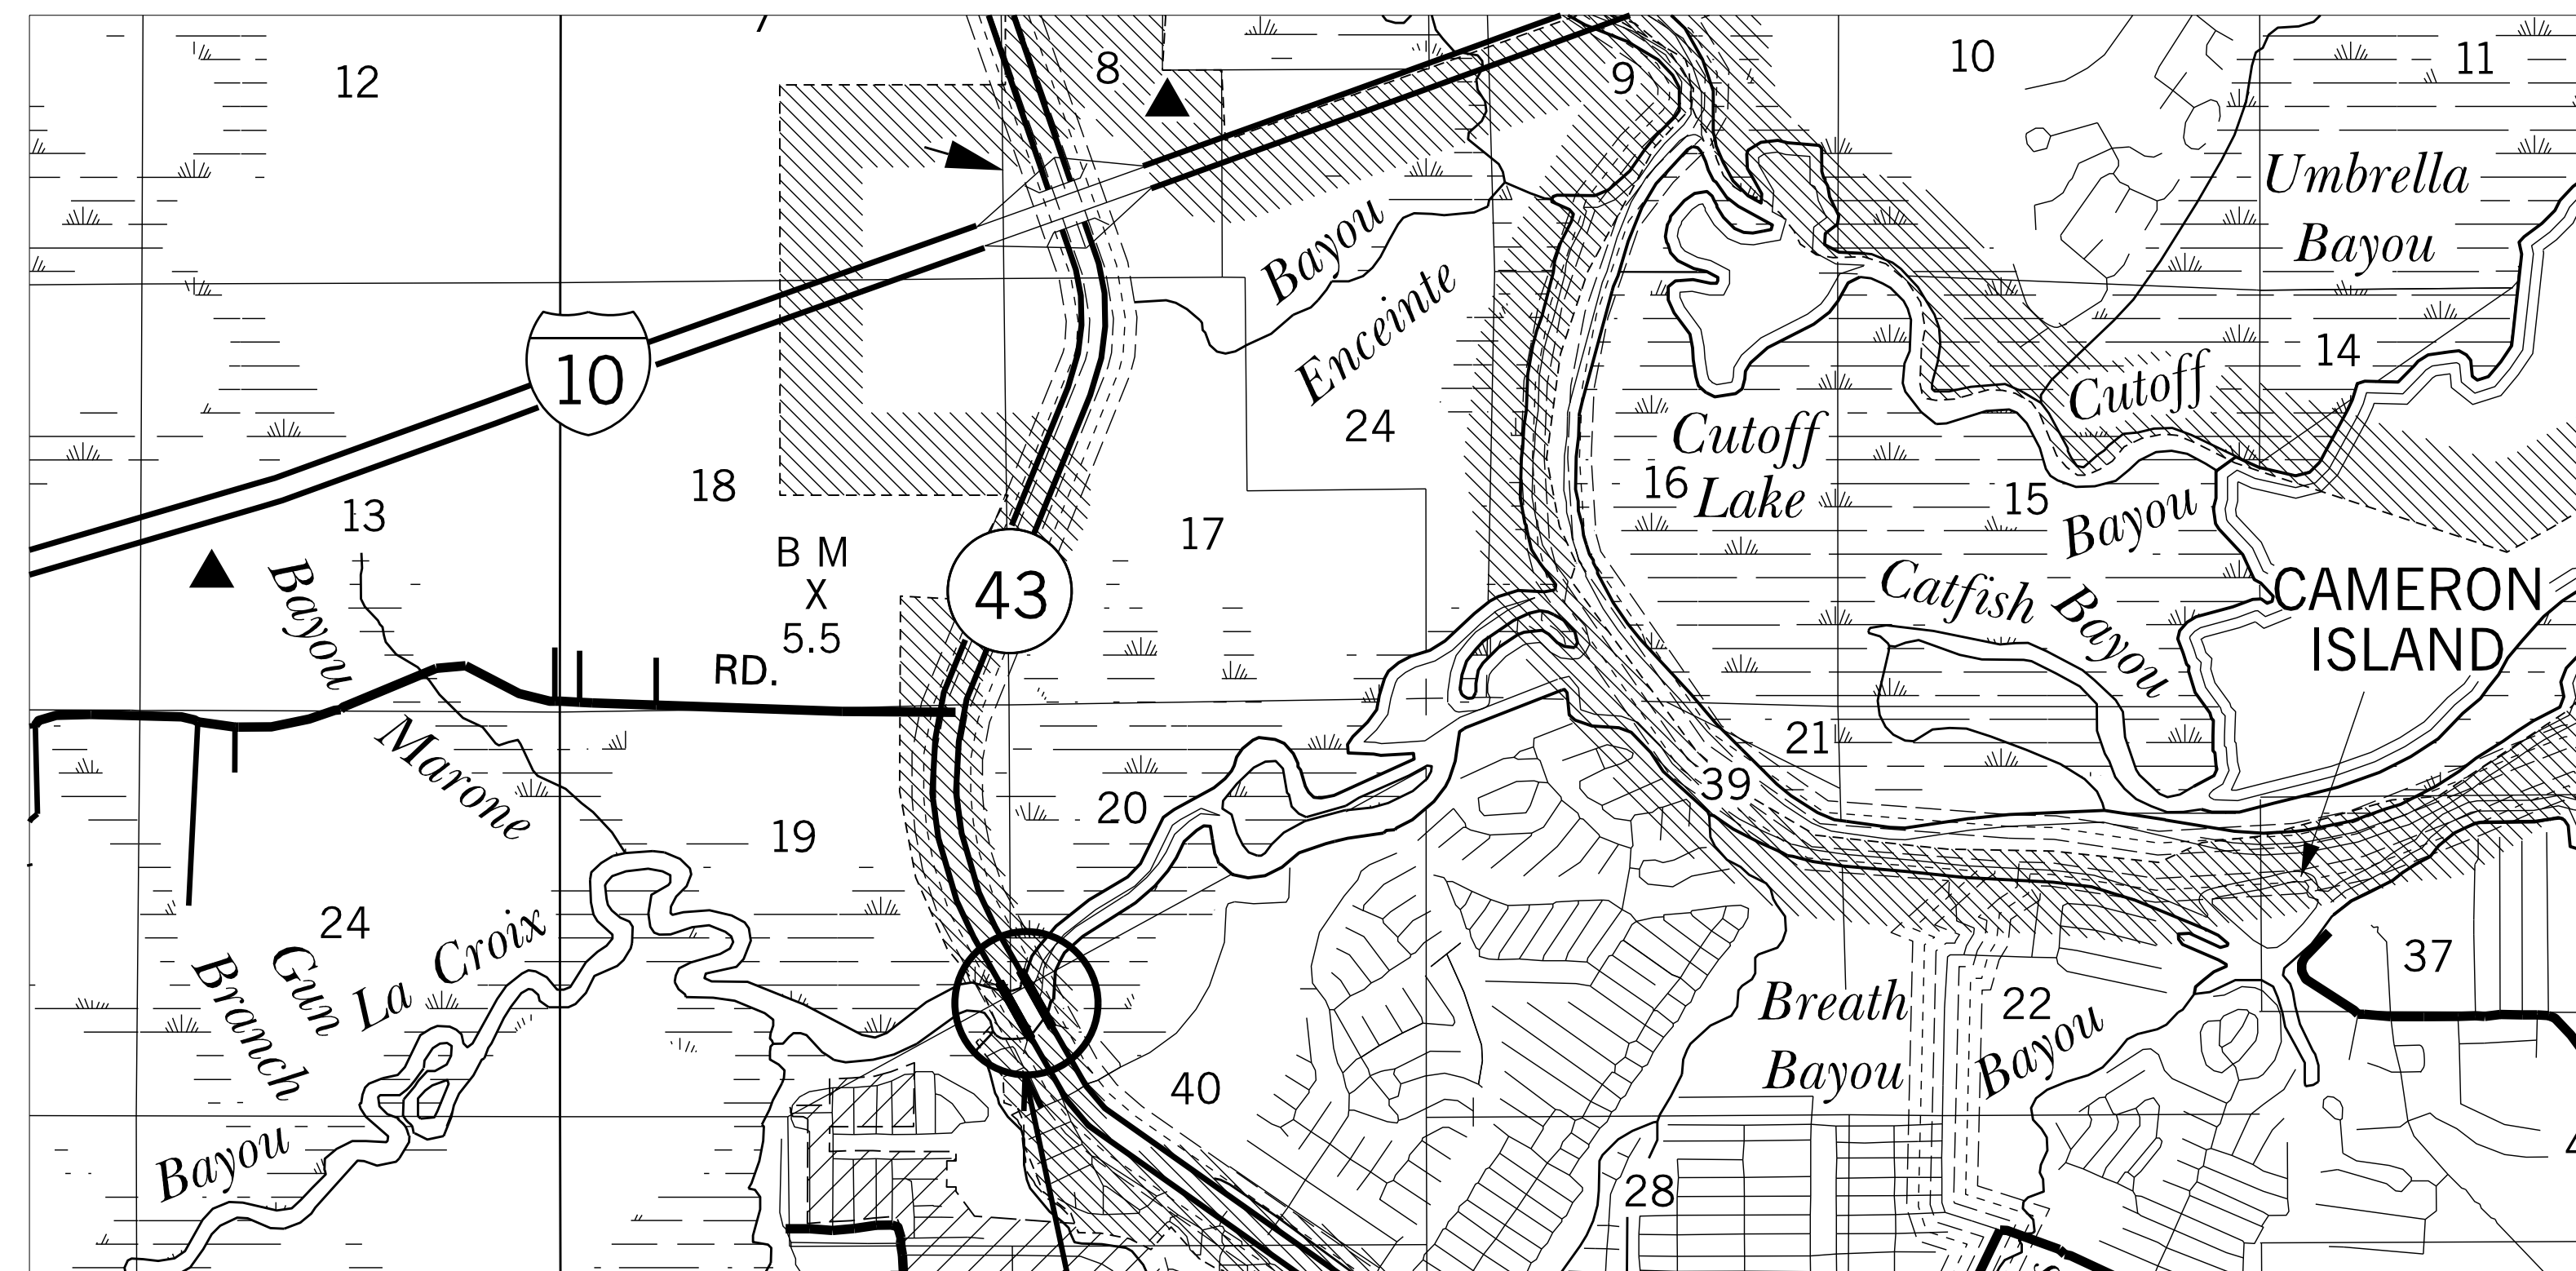 12
8
9
10
11
Umbrella
Bayou
Bayou
Enceinte
10
14
Cutoff
24
Cutoff
Lake
16
18
13
17
15
Bayou
B M
X
5.5
43
Bayou
Catfish
Bayou
CAMERON
ISLAND
RD.
Marone
21
39
20
19
24
Gun
La Croix
Branch
Bayou
37
Breath
Bayou
22
Bayou
40
28